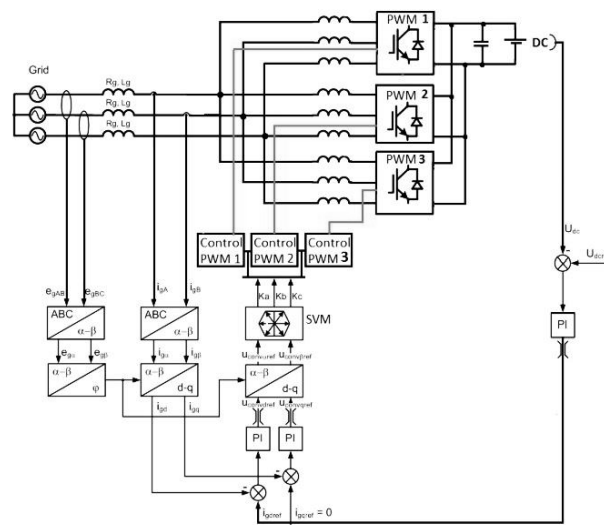 PWM 1
DC
Grid
Rg, Lg
Rg, Lg
Rg, Lg
PWM 2
PWM 3
Control PWM 1
Control PWM 2
Control PWM 3
Udc
Udcr
egAB
egBC
igA
igB
Ka
Kb
Kc
SVM
ABC
α-β
ABC
α-β
PI
egα
egβ
igα
igβ
uconvαref
uconvβref
α-β
φ
α-β
d-q
α-β
d-q
igd
igq
uconvdref
uconvqref
PI
PI
-
-
-
igdref
igqref = 0